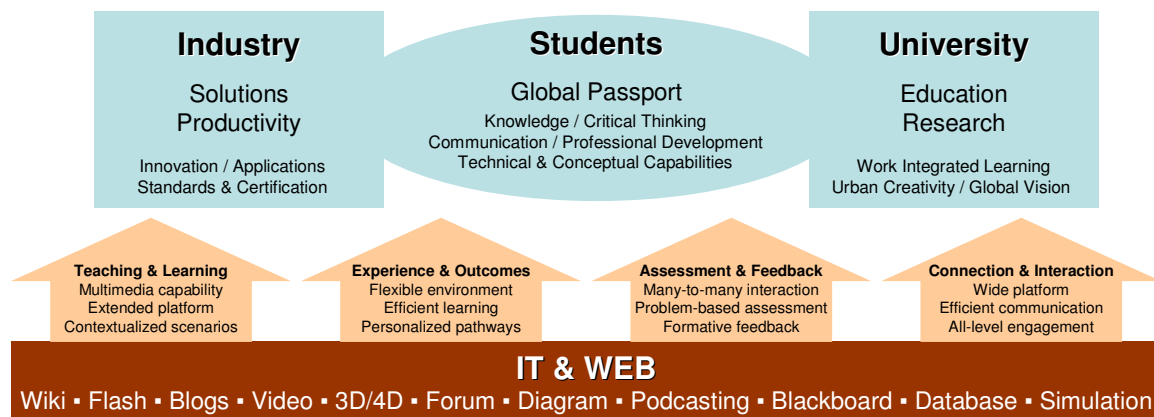 Industry
Solutions
Productivity
Innovation / Applications
Standards & Certification
Students
Global Passport
Knowledge / Critical Thinking
Communication / Professional Development
Technical & Conceptual Capabilities
University
Education
Research
Work Integrated Learning
Urban Creativity / Global Vision
Teaching & Learning
Multimedia capability
Extended platform
Contextualized scenarios
Experience & Outcomes
Flexible environment
Efficient learning
Personalized pathways
Assessment & Feedback
Many-to-many interaction
Problem-based assessment
Formative feedback
Connection & Interaction
Wide platform
Efficient communication
All-level engagement
IT & WEB
Wiki ▪ Flash ▪ Blogs ▪ Video ▪ 3D/4D ▪ Forum ▪ Diagram ▪ Podcasting ▪ Blackboard ▪ Database ▪ Simulation